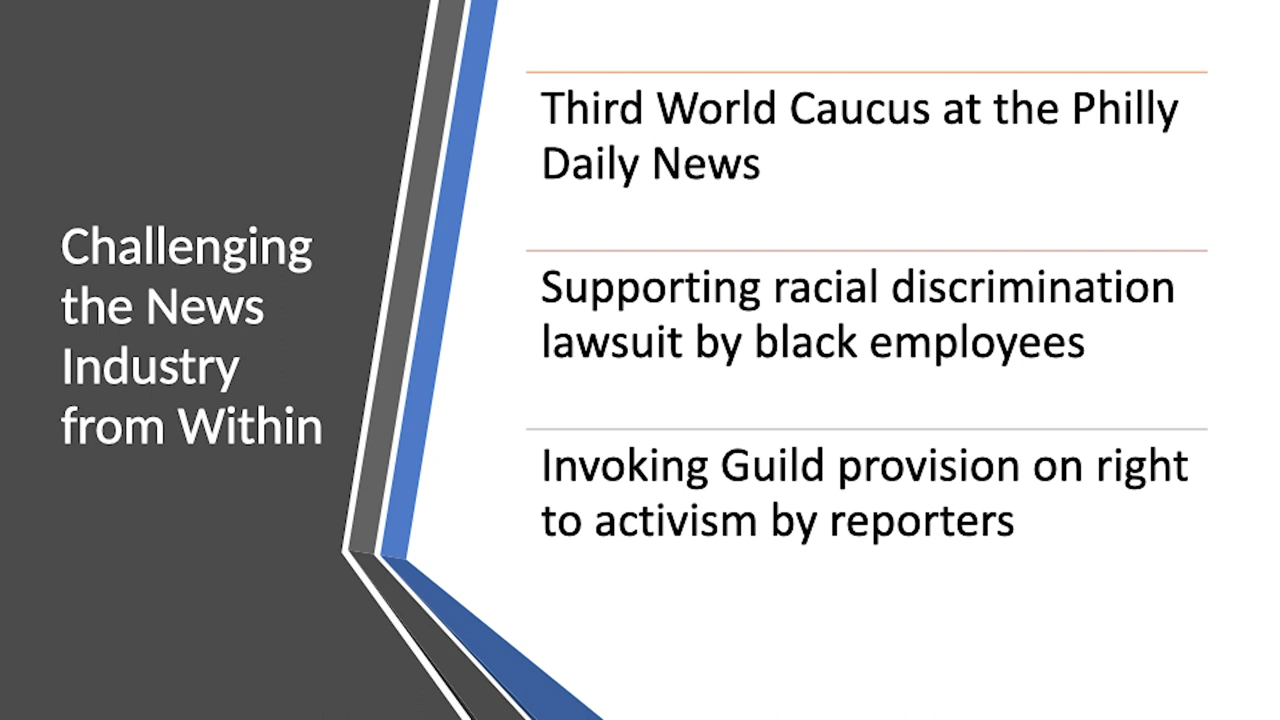 Challenging
the News
Industry
from Within
Third World Caucus at the Philly
Daily News
Supporting racial discrimination
lawsuit by black employees
Invoking Guild provision on right
to activism by reporters